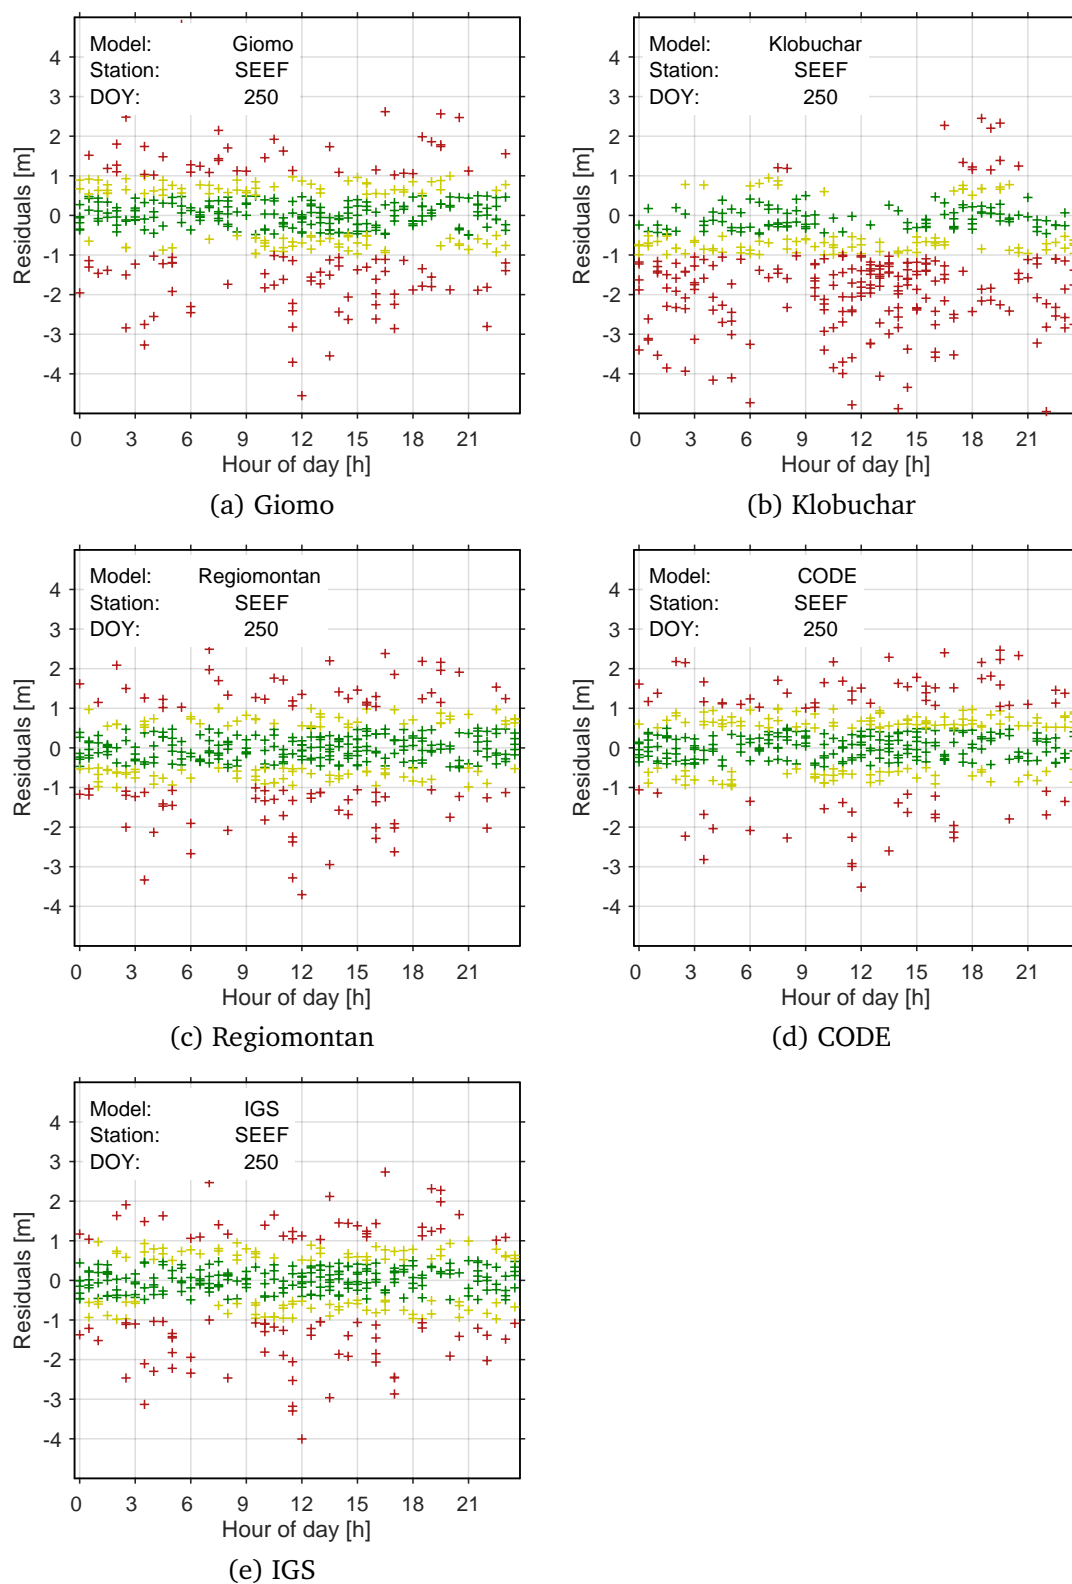 Model: Giomo
Station: SEEF
DOY: 250
4
3
2
1
0
-1
-2
-3
-4
Residuals [m]
0 3 6 9 12 15 18 21
Hour of day [h]
(a) Giomo
Model: Klobuchar
Station: SEEF
DOY: 250
4
3
2
1
0
-1
-2
-3
-4
Residuals [m]
0 3 6 9 12 15 18 21
Hour of day [h]
(b) Klobuchar
Model: Regiomontan
Station: SEEF
DOY: 250
4
3
2
1
0
-1
-2
-3
-4
Residuals [m]
0 3 6 9 12 15 18 21
Hour of day [h]
(c) Regiomontan
Model: CODE
Station: SEEF
DOY: 250
4
3
2
1
0
-1
-2
-3
-4
Residuals [m]
0 3 6 9 12 15 18 21
Hour of day [h]
(d) CODE
Model: IGS
Station: SEEF
DOY: 250
4
3
2
1
0
-1
-2
-3
-4
Residuals [m]
0 3 6 9 12 15 18 21
Hour of day [h]
(e) IGS